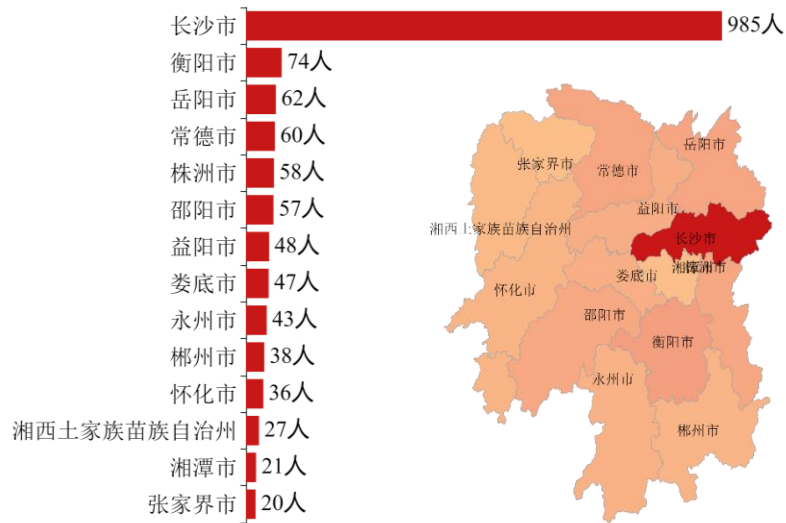 长沙市 985人
衡阳市 74人
岳阳市 62人
常德市 60人
株洲市 58人
邵阳市 57人
益阳市 48人
娄底市 47人
永州市 43人
郴州市 38人
怀化市 36人
湘西土家族苗族自治州 27人
湘潭市 21人
张家界市 20人
岳阳市
张家界市
常德市
益阳市
湘西土家族苗族自治州
长沙市
娄底市
怀化市
邵阳市
衡阳市
永州市
郴州市